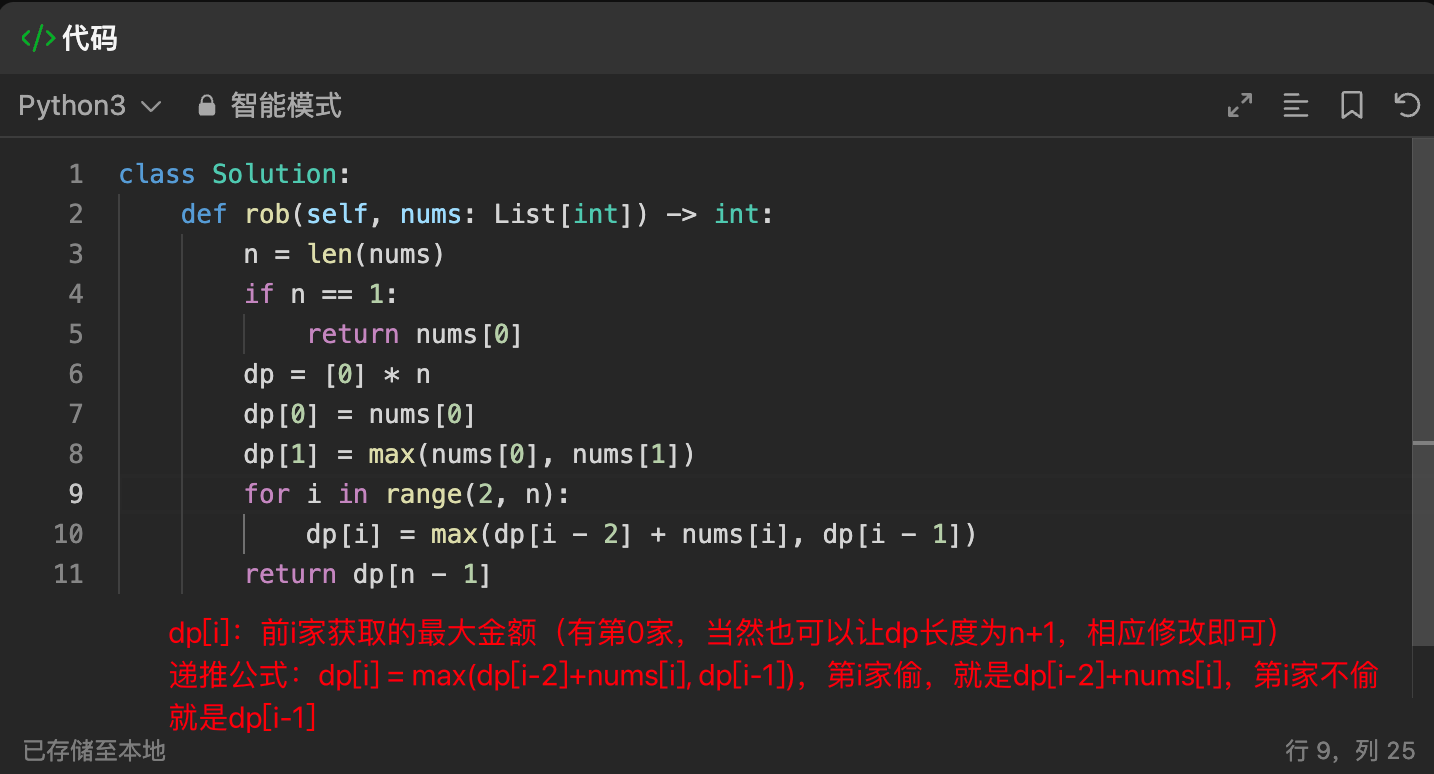 </> 代码
Python3 智能模式
1 class Solution:
2     def rob(self, nums: List[int]) -> int:
3         n = len(nums)
4         if n == 1:
5             return nums[0]
6         dp = [0] * n
7         dp[0] = nums[0]
8         dp[1] = max(nums[0], nums[1])
9         for i in range(2, n):
10             dp[i] = max(dp[i - 2] + nums[i], dp[i - 1])
11         return dp[n - 1]
dp[i]：前i家获取的最大金额（有第0家，当然也可以让dp长度为n+1，相应修改即可）
递推公式：dp[i] = max(dp[i-2]+nums[i], dp[i-1])，第i家偷，就是dp[i-2]+nums[i]，第i家不偷
就是dp[i-1]
已存储至本地 行 9，列 25